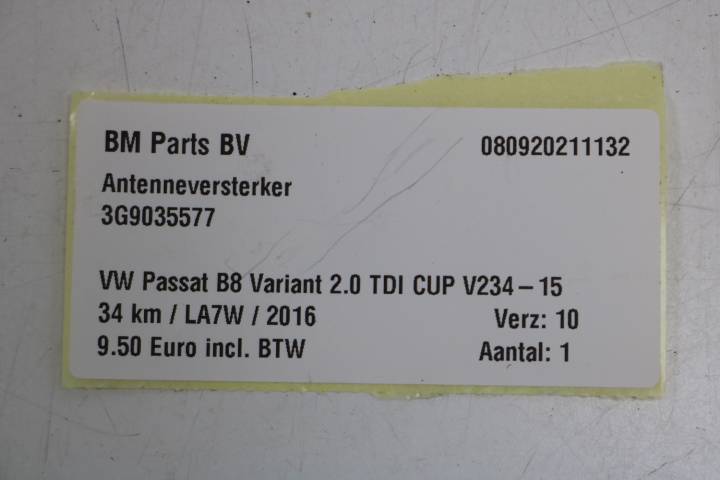 BM Parts BV 080920211132
Antenneversterker
3G9035577
VW Passat B8 Variant 2.0 TDI CUP V234-15
34 km / LA7W / 2016 Verz: 10
9.50 Euro incl. BTW Aantal: 1